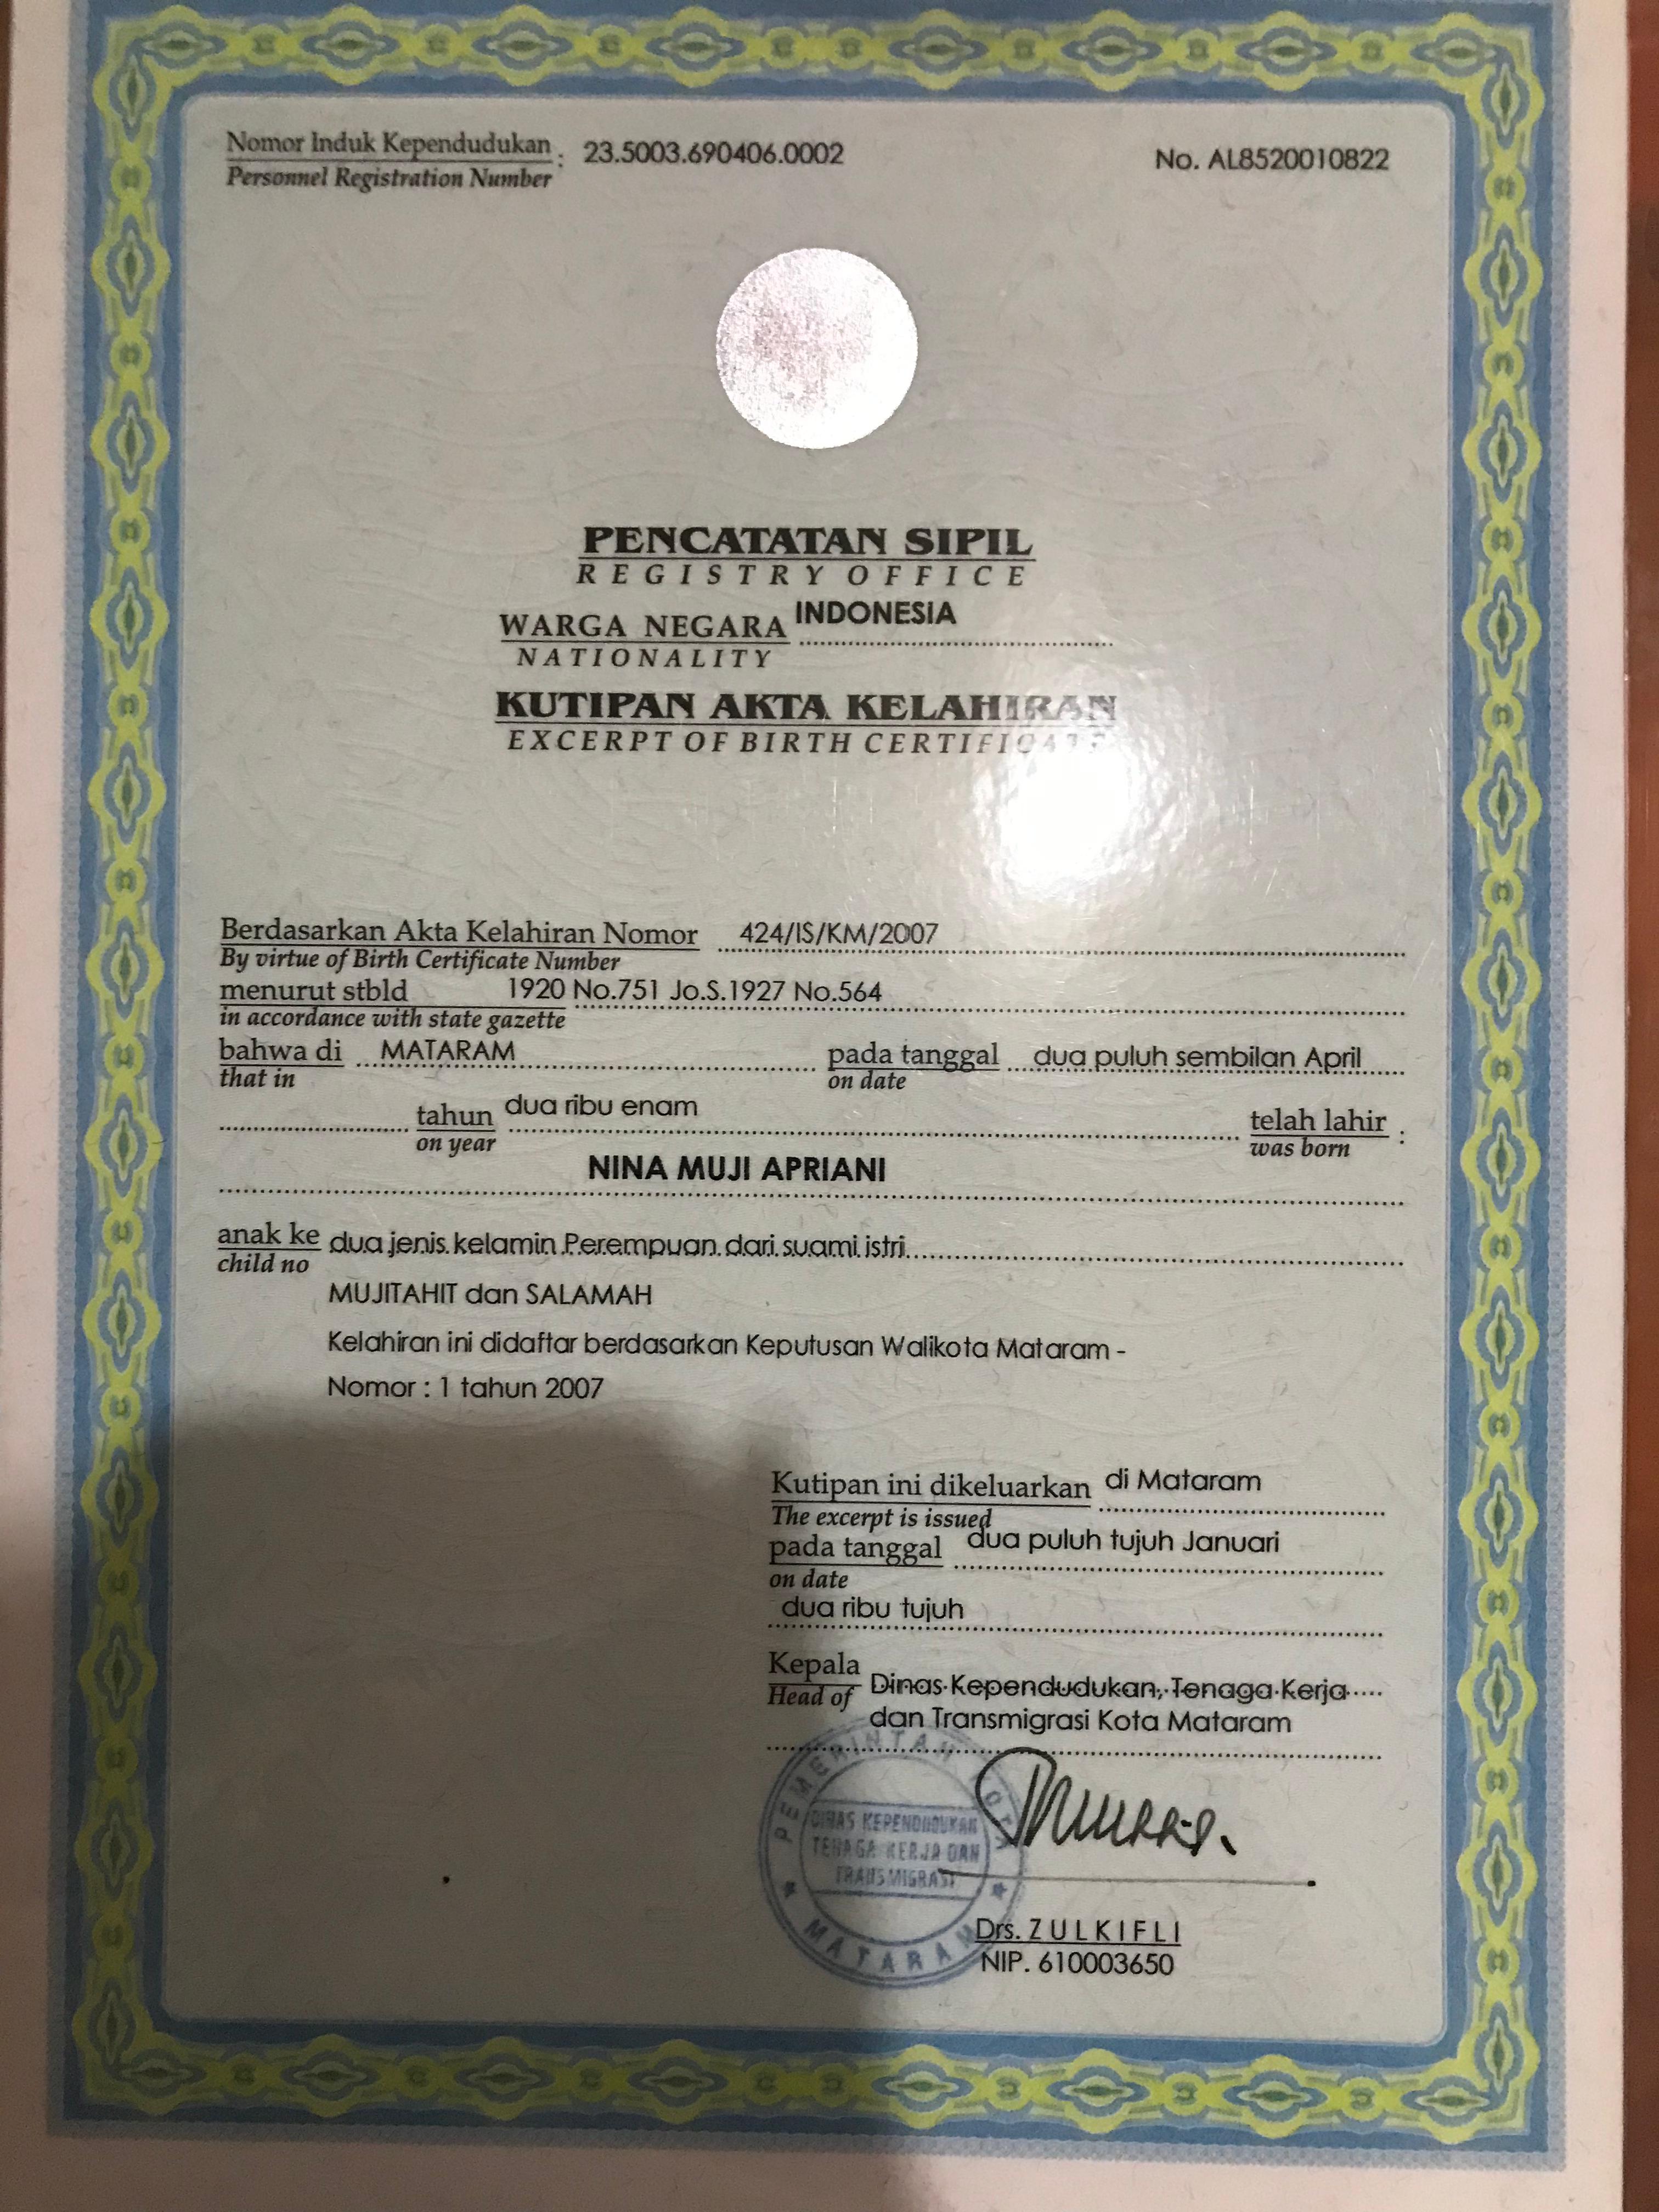 Nomor Induk Kependudukan : 23.5003.690406.0002 No. AL8520010822
Personnel Registration Number
PENCATATAN SIPIL
REGISTRY OFFICE
WARGA NEGARA INDONESIA
NATIONALITY
KUTIPAN AKTA KELAHIRAN
EXCERPT OF BIRTH CERTIFICATE
Berdasarkan Akta Kelahiran Nomor 424/IS/KM/2007
By virtue of Birth Certificate Number
menurut stbld 1920 No.751 Jo.S.1927 No.564
in accordance with state gazette
bahwa di MATARAM pada tanggal dua puluh sembilan April
that in on date
tahun dua ribu enam telah lahir :
on year was born
NINA MUJI APRIANI
anak ke dua jenis kelamin Perempuan dari suami istri
child no
MUJITAHIT dan SALAMAH
Kelahiran ini didaftar berdasarkan Keputusan Walikota Mataram -
Nomor : 1 tahun 2007
Kutipan ini dikeluarkan di Mataram
The excerpt is issued
pada tanggal dua puluh tujuh Januari
on date
dua ribu tujuh
Kepala Dinas Kependudukan, Tenaga Kerja
Head of
dan Transmigrasi Kota Mataram
PEMERINTAH KOTA
DINAS KEPENDUDUKAN
TENAGA KERJA DAN
TRANSMIGRASI
MATARAM
Drs. ZULKIFLI
NIP. 610003650